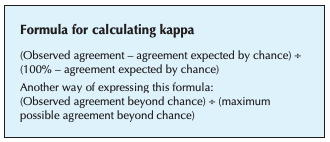 Formula for calculating kappa
(Observed agreement – agreement expected by chance) ÷
(100% – agreement expected by chance)
Another way of expressing this formula:
(Observed agreement beyond chance) ÷ (maximum
possible agreement beyond chance)